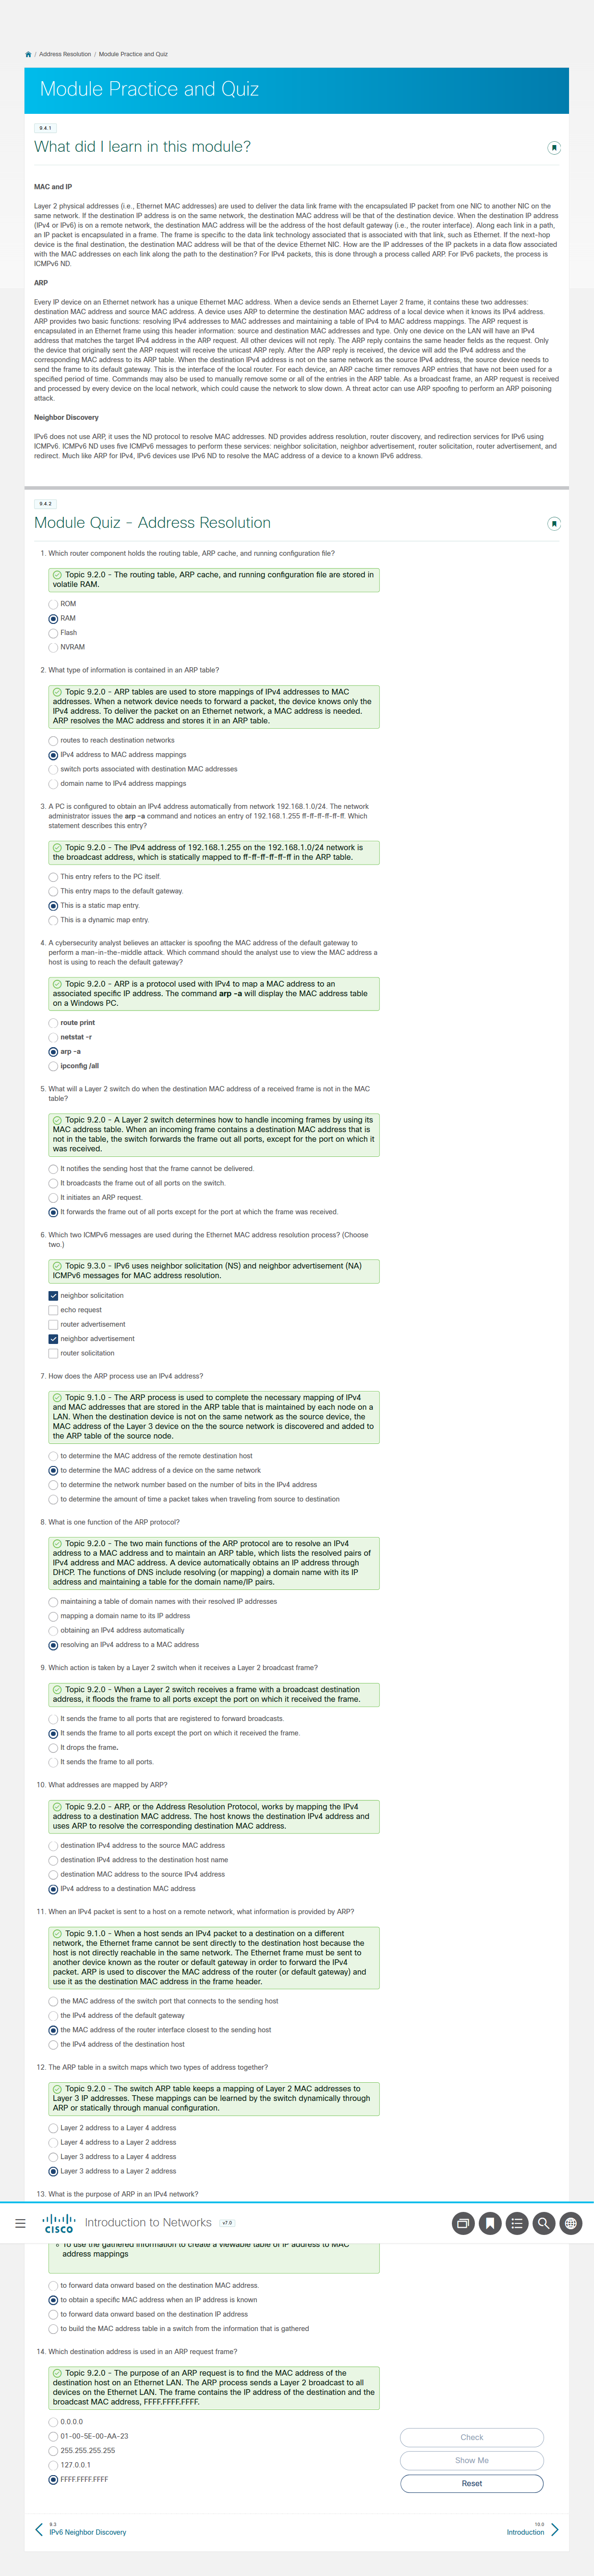 Address Resolution / Module Practice and Quiz
Module Practice and Quiz
9.4.1
What did I learn in this module?
MAC and IP
Layer 2 physical addresses (i.e., Ethernet MAC addresses) are used to deliver the data link frame with the encapsulated IP packet from one NIC to another NIC on the
same network. If the destination IP address is on the same network, the destination MAC address will be that of the destination device. When the destination IP address
(IPv4 or IPv6) is on a remote network, the destination MAC address will be the address of the host default gateway (i.e., the router interface). Along each link in a path,
an IP packet is encapsulated in a frame. The frame is specific to the data link technology associated that is associated with that link, such as Ethernet. If the next-hop
device is the final destination, the destination MAC address will be that of the device Ethernet NIC. How are the IP addresses of the IP packets in a data flow associated
with the MAC addresses on each link along the path to the destination? For IPv4 packets, this is done through a process called ARP. For IPv6 packets, the process is
ICMPv6 ND.
ARP
Every IP device on an Ethernet network has a unique Ethernet MAC address. When a device sends an Ethernet Layer 2 frame, it contains these two addresses:
destination MAC address and source MAC address. A device uses ARP to determine the destination MAC address of a local device when it knows its IPv4 address.
ARP provides two basic functions: resolving IPv4 addresses to MAC addresses and maintaining a table of IPv4 to MAC address mappings. The ARP request is
encapsulated in an Ethernet frame using this header information: source and destination MAC addresses and type. Only one device on the LAN will have an IPv4
address that matches the target IPv4 address in the ARP request. All other devices will not reply. The ARP reply contains the same header fields as the request. Only
the device that originally sent the ARP request will receive the unicast ARP reply. After the ARP reply is received, the device will add the IPv4 address and the
corresponding MAC address to its ARP table. When the destination IPv4 address is not on the same network as the source IPv4 address, the source device needs to
send the frame to its default gateway. This is the interface of the local router. For each device, an ARP cache timer removes ARP entries that have not been used for a
specified period of time. Commands may also be used to manually remove some or all of the entries in the ARP table. As a broadcast frame, an ARP request is received
and processed by every device on the local network, which could cause the network to slow down. A threat actor can use ARP spoofing to perform an ARP poisoning
attack.
Neighbor Discovery
IPv6 does not use ARP, it uses the ND protocol to resolve MAC addresses. ND provides address resolution, router discovery, and redirection services for IPv6 using
ICMPv6. ICMPv6 ND uses five ICMPv6 messages to perform these services: neighbor solicitation, neighbor advertisement, router solicitation, router advertisement, and
redirect. Much like ARP for IPv4, IPv6 devices use IPv6 ND to resolve the MAC address of a device to a known IPv6 address.
9.4.2
Module Quiz - Address Resolution
1. Which router component holds the routing table, ARP cache, and running configuration file?
Topic 9.2.0 - The routing table, ARP cache, and running configuration file are stored in
volatile RAM.
ROM
RAM
Flash
NVRAM
2. What type of information is contained in an ARP table?
Topic 9.2.0 - ARP tables are used to store mappings of IPv4 addresses to MAC
addresses. When a network device needs to forward a packet, the device knows only the
IPv4 address. To deliver the packet on an Ethernet network, a MAC address is needed.
ARP resolves the MAC address and stores it in an ARP table.
routes to reach destination networks
IPv4 address to MAC address mappings
switch ports associated with destination MAC addresses
domain name to IPv4 address mappings
3. A PC is configured to obtain an IPv4 address automatically from network 192.168.1.0/24. The network
administrator issues the arp -a command and notices an entry of 192.168.1.255 ff-ff-ff-ff-ff-ff. Which
statement describes this entry?
Topic 9.2.0 - The IPv4 address of 192.168.1.255 on the 192.168.1.0/24 network is
the broadcast address, which is statically mapped to ff-ff-ff-ff-ff-ff in the ARP table.
This entry refers to the PC itself.
This entry maps to the default gateway.
This is a static map entry.
This is a dynamic map entry.
4. A cybersecurity analyst believes an attacker is spoofing the MAC address of the default gateway to
perform a man-in-the-middle attack. Which command should the analyst use to view the MAC address a
host is using to reach the default gateway?
Topic 9.2.0 - ARP is a protocol used with IPv4 to map a MAC address to an
associated specific IP address. The command arp -a will display the MAC address table
on a Windows PC.
route print
netstat -r
arp -a
ipconfig /all
5. What will a Layer 2 switch do when the destination MAC address of a received frame is not in the MAC
table?
Topic 9.2.0 - A Layer 2 switch determines how to handle incoming frames by using its
MAC address table. When an incoming frame contains a destination MAC address that is
not in the table, the switch forwards the frame out all ports, except for the port on which it
was received.
It notifies the sending host that the frame cannot be delivered.
It broadcasts the frame out of all ports on the switch.
It initiates an ARP request.
It forwards the frame out of all ports except for the port at which the frame was received.
6. Which two ICMPv6 messages are used during the Ethernet MAC address resolution process? (Choose
two.)
Topic 9.3.0 - IPv6 uses neighbor solicitation (NS) and neighbor advertisement (NA)
ICMPv6 messages for MAC address resolution.
neighbor solicitation
echo request
router advertisement
neighbor advertisement
router solicitation
7. How does the ARP process use an IPv4 address?
Topic 9.1.0 - The ARP process is used to complete the necessary mapping of IPv4
and MAC addresses that are stored in the ARP table that is maintained by each node on a
LAN. When the destination device is not on the same network as the source device, the
MAC address of the Layer 3 device on the the source network is discovered and added to
the ARP table of the source node.
to determine the MAC address of the remote destination host
to determine the MAC address of a device on the same network
to determine the network number based on the number of bits in the IPv4 address
to determine the amount of time a packet takes when traveling from source to destination
8. What is one function of the ARP protocol?
Topic 9.2.0 - The two main functions of the ARP protocol are to resolve an IPv4
address to a MAC address and to maintain an ARP table, which lists the resolved pairs of
IPv4 address and MAC address. A device automatically obtains an IP address through
DHCP. The functions of DNS include resolving (or mapping) a domain name with its IP
address and maintaining a table for the domain name/IP pairs.
maintaining a table of domain names with their resolved IP addresses
mapping a domain name to its IP address
obtaining an IPv4 address automatically
resolving an IPv4 address to a MAC address
9. Which action is taken by a Layer 2 switch when it receives a Layer 2 broadcast frame?
Topic 9.2.0 - When a Layer 2 switch receives a frame with a broadcast destination
address, it floods the frame to all ports except the port on which it received the frame.
It sends the frame to all ports that are registered to forward broadcasts.
It sends the frame to all ports except the port on which it received the frame.
It drops the frame.
It sends the frame to all ports.
10. What addresses are mapped by ARP?
Topic 9.2.0 - ARP, or the Address Resolution Protocol, works by mapping the IPv4
address to a destination MAC address. The host knows the destination IPv4 address and
uses ARP to resolve the corresponding destination MAC address.
destination IPv4 address to the source MAC address
destination IPv4 address to the destination host name
destination MAC address to the source IPv4 address
IPv4 address to a destination MAC address
11. When an IPv4 packet is sent to a host on a remote network, what information is provided by ARP?
Topic 9.1.0 - When a host sends an IPv4 packet to a destination on a different
network, the Ethernet frame cannot be sent directly to the destination host because the
host is not directly reachable in the same network. The Ethernet frame must be sent to
another device known as the router or default gateway in order to forward the IPv4
packet. ARP is used to discover the MAC address of the router (or default gateway) and
use it as the destination MAC address in the frame header.
the MAC address of the switch port that connects to the sending host
the IPv4 address of the default gateway
the MAC address of the router interface closest to the sending host
the IPv4 address of the destination host
12. The ARP table in a switch maps which two types of address together?
Topic 9.2.0 - The switch ARP table keeps a mapping of Layer 2 MAC addresses to
Layer 3 IP addresses. These mappings can be learned by the switch dynamically through
ARP or statically through manual configuration.
Layer 2 address to a Layer 4 address
Layer 4 address to a Layer 2 address
Layer 3 address to a Layer 4 address
Layer 3 address to a Layer 2 address
13. What is the purpose of ARP in an IPv4 network?
CISCO
Introduction to Networks v7.0
To use the gathered information to create a viewable table of IP address to MAC
address mappings
to forward data onward based on the destination MAC address.
to obtain a specific MAC address when an IP address is known
to forward data onward based on the destination IP address
to build the MAC address table in a switch from the information that is gathered
14. Which destination address is used in an ARP request frame?
Topic 9.2.0 - The purpose of an ARP request is to find the MAC address of the
destination host on an Ethernet LAN. The ARP process sends a Layer 2 broadcast to all
devices on the Ethernet LAN. The frame contains the IP address of the destination and the
broadcast MAC address, FFFF.FFFF.FFFF.
0.0.0.0
01-00-5E-00-AA-23
255.255.255.255
127.0.0.1
FFFF.FFFF.FFFF
Check
Show Me
Reset
9.3
IPv6 Neighbor Discovery
10.0
Introduction